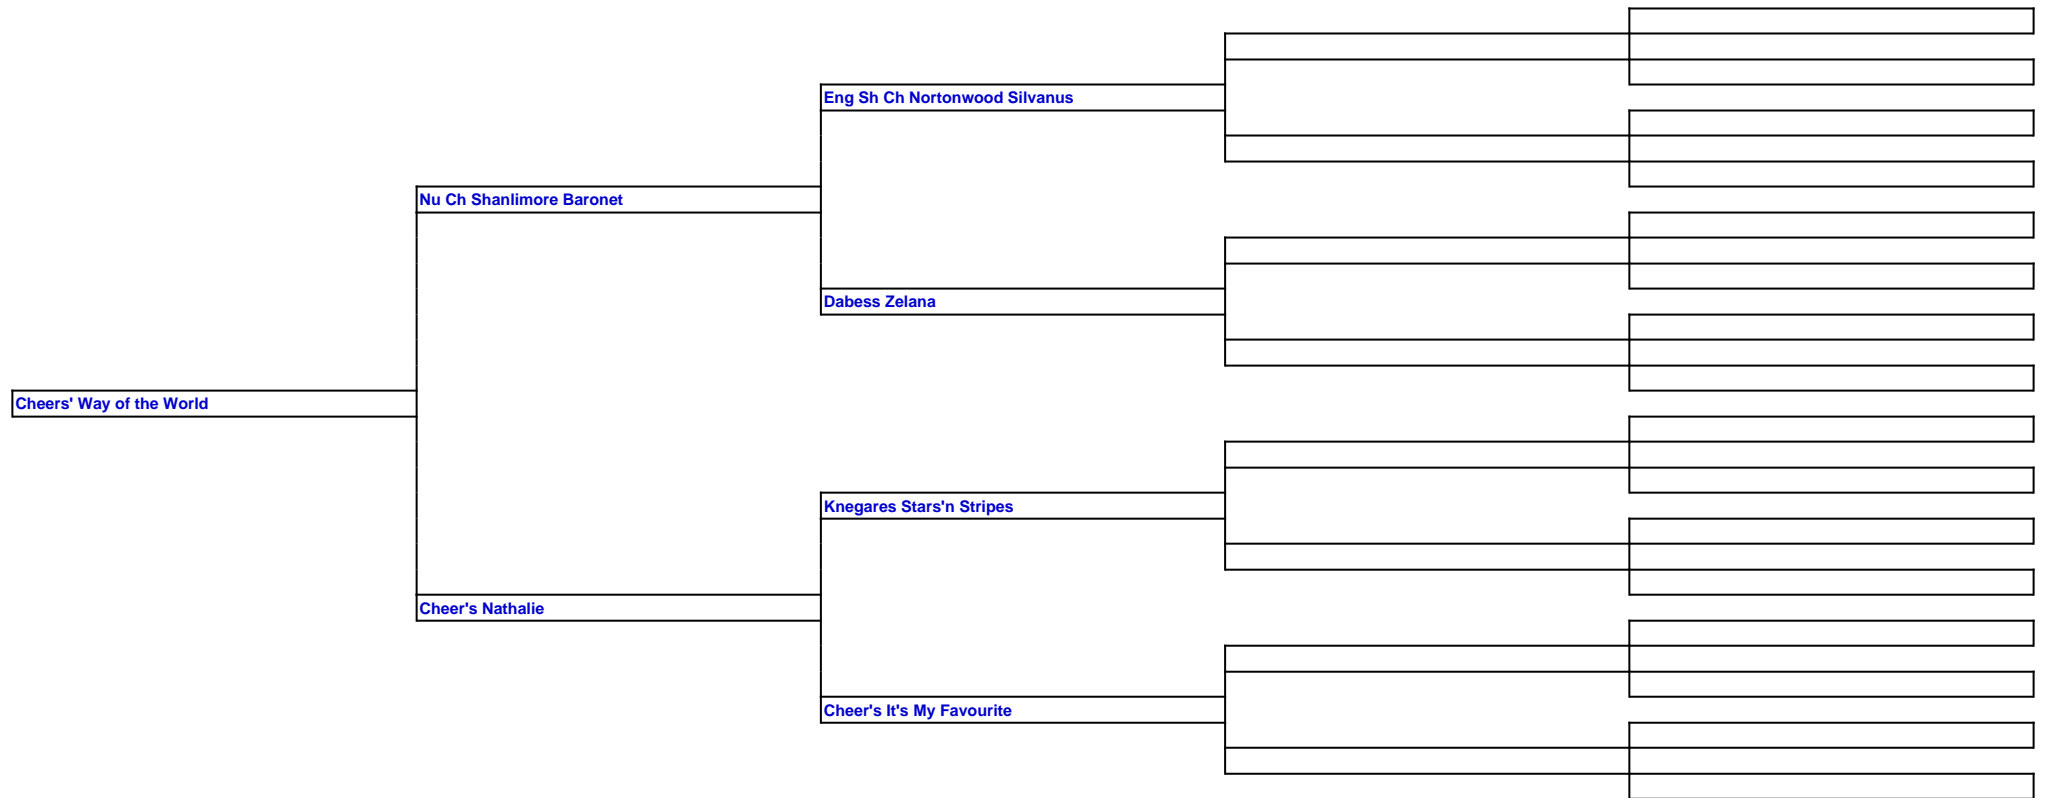 Eng Sh Ch Nortonwood Silvanus
Nu Ch Shanlimore Baronet
Dabess Zelana
Cheers' Way of the World
Knegares Stars'n Stripes
Cheer's Nathalie
Cheer's It's My Favourite